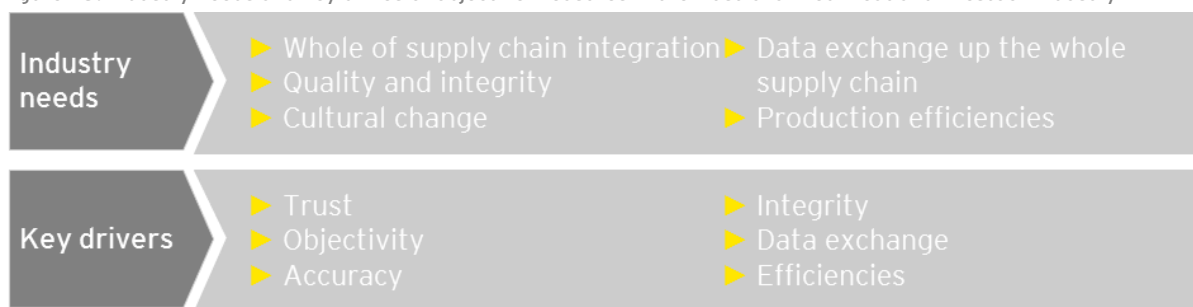 Industry needs
► Whole of supply chain integration
► Quality and integrity
► Cultural change
► Data exchange up the whole
supply chain
► Production efficiencies
Key drivers
► Trust
► Objectivity
► Accuracy
► Integrity
► Data exchange
► Efficiencies